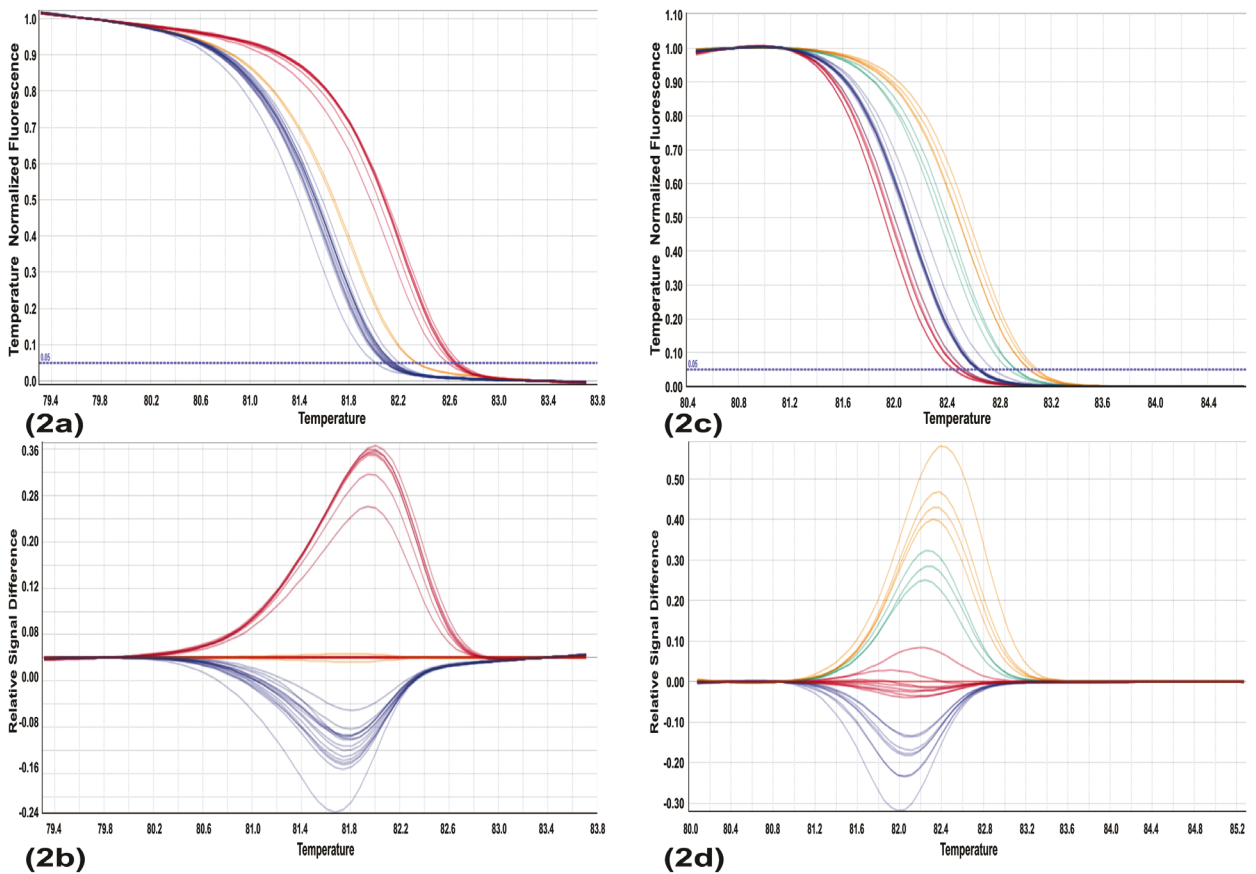 Temperature Normalized Fluorescence
1.0
0.9
0.8
0.7
0.6
0.5
0.4
0.3
0.2
0.1
0.0
0.05
79.4 79.8 80.2 80.6 81.0 81.4 81.8 82.2 82.6 83.0 83.4 83.8
Temperature
(2a)
Temperature Normalized Fluorescence
1.10
1.00
0.90
0.80
0.70
0.60
0.50
0.40
0.30
0.20
0.10
0.00
0.05
80.4 80.8 81.2 81.6 82.0 82.4 82.8 83.2 83.6 84.0 84.4
Temperature
(2c)
Relative Signal Difference
0.36
0.28
0.20
0.12
0.08
0.00
-0.08
-0.16
-0.24
79.4 79.8 80.2 80.6 81.0 81.4 81.8 82.2 82.6 83.0 83.4 83.8
Temperature
(2b)
Relative Signal Difference
0.50
0.40
0.30
0.20
0.10
0.00
-0.10
-0.20
-0.30
80.0 80.4 80.8 81.2 81.6 82.0 82.4 82.8 83.2 83.6 84.0 84.4 84.8 85.2
Temperature
(2d)